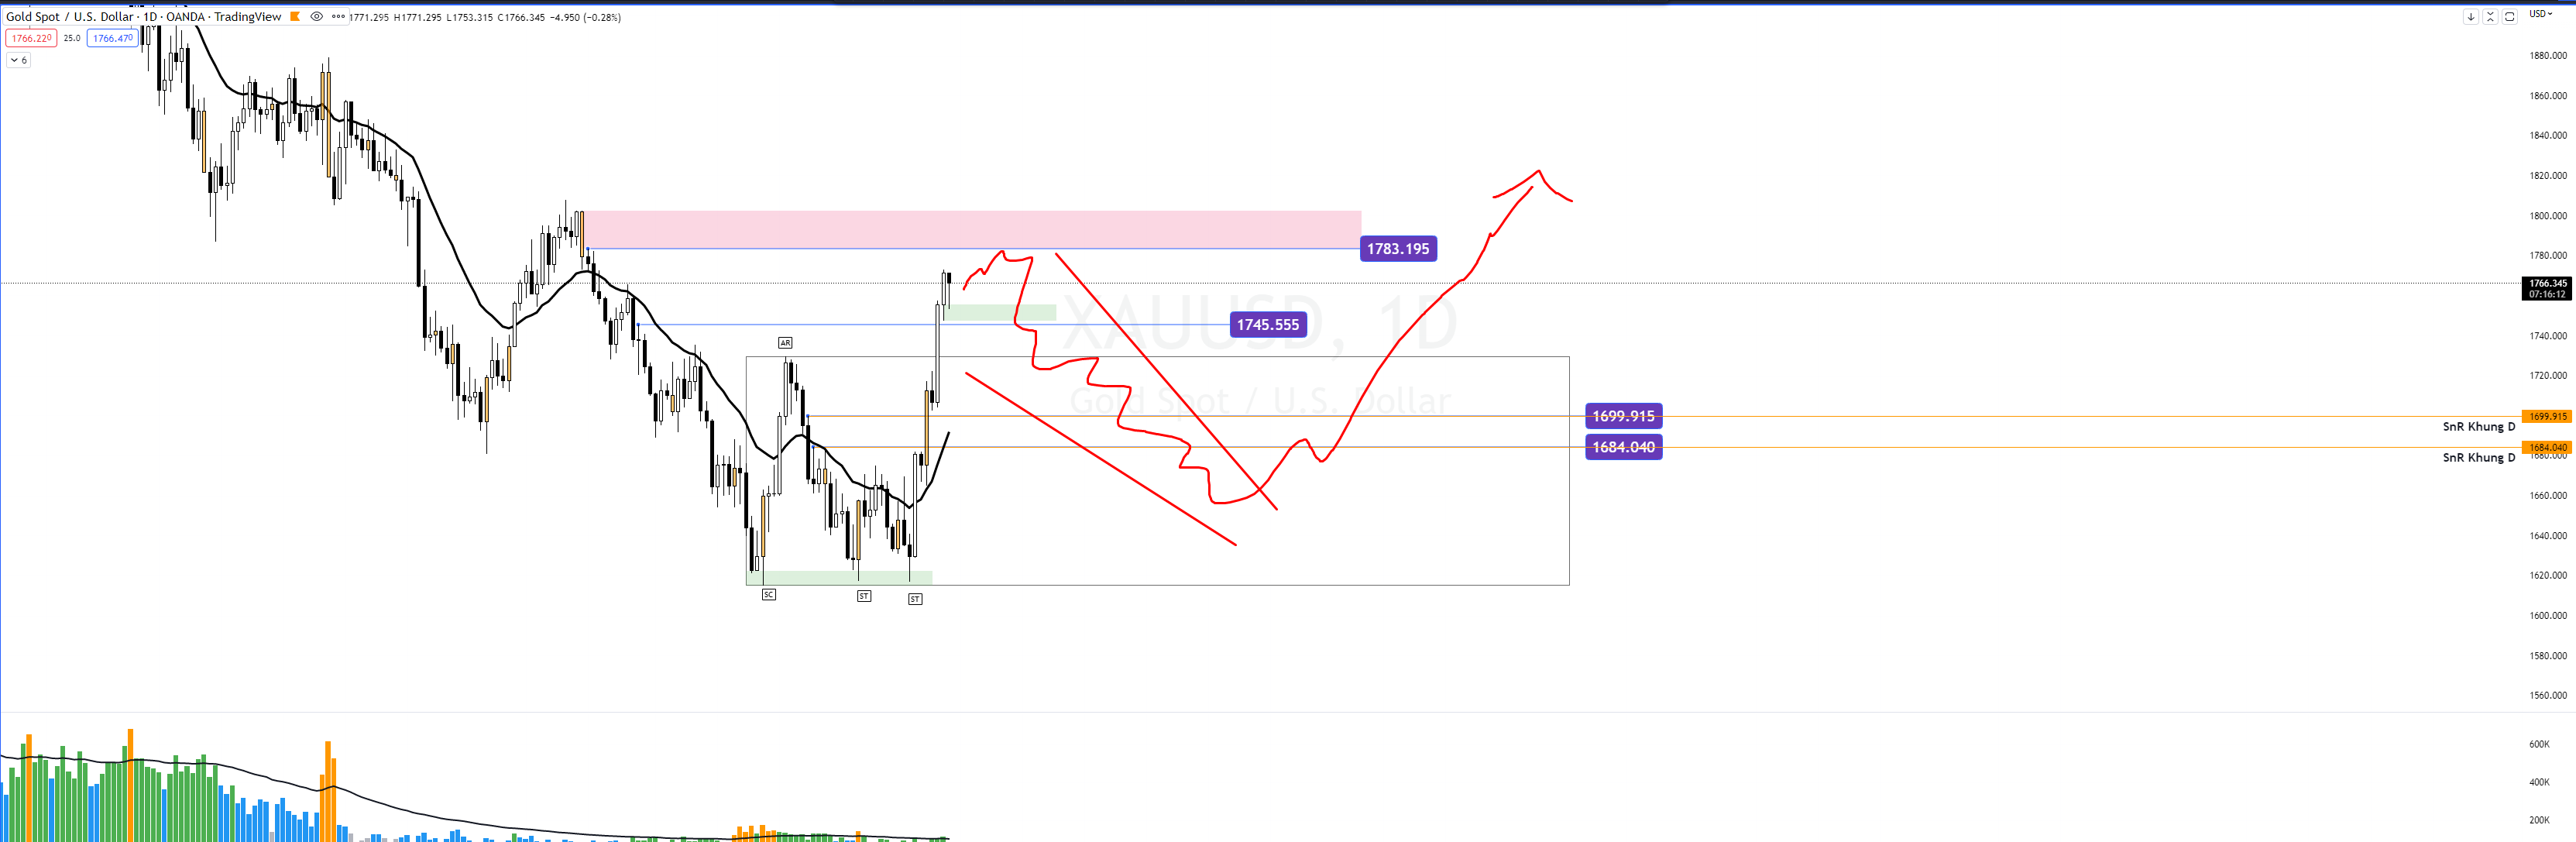 Gold Spot / U.S. Dollar · 1D · OANDA · TradingView 1771.295 H1771.295 L1753.315 C1766.345 −4.950 (−0.28%)
USD
1766.220 25.0 1766.470
6
1880.000
1860.000
1840.000
1820.000
1800.000
1783.195
1780.000
1766.345
07:16:12
XAUUSD, 1D
1745.555
1740.000
AR
1720.000
Gold Spot / U.S. Dollar
1699.915
1699.915
SnR Khung D
1684.040
1684.040
1680.000
SnR Khung D
1660.000
1640.000
1620.000
SC
ST
ST
1600.000
1580.000
1560.000
600K
400K
200K